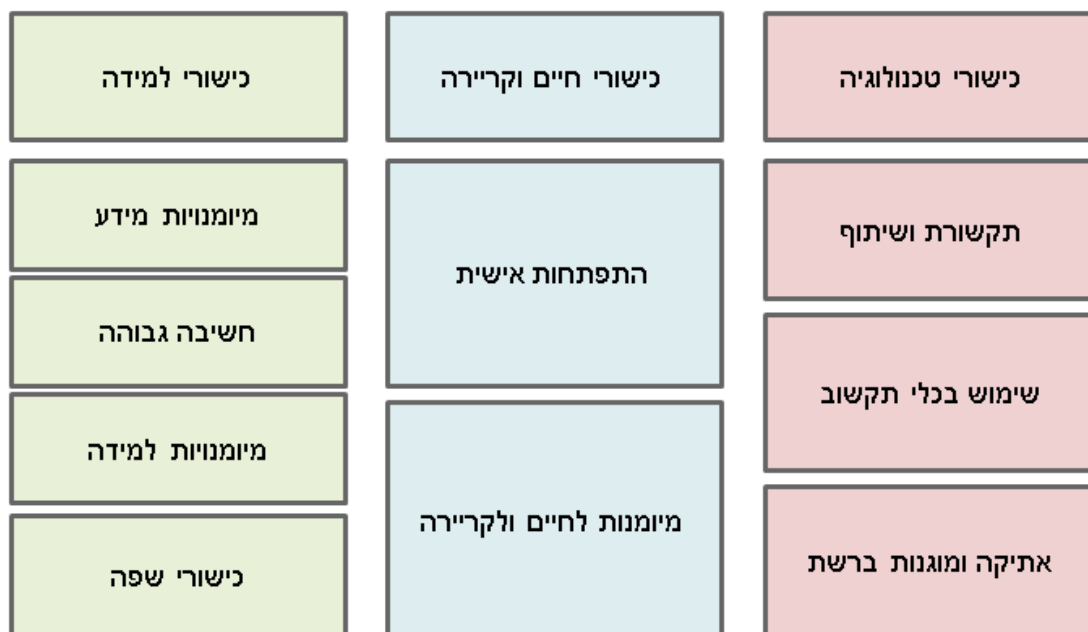 כישורי טכנולוגיה
תקשורת ושיתוף
שימוש בכלי תקשוב
אתיקה ומוגנות ברשת
כישורי חיים וקריירה
התפתחות אישית
מיומנות לחיים ולקריירה
כישורי למידה
מיומנויות מידע
חשיבה גבוהה
מיומנויות למידה
כישורי שפה